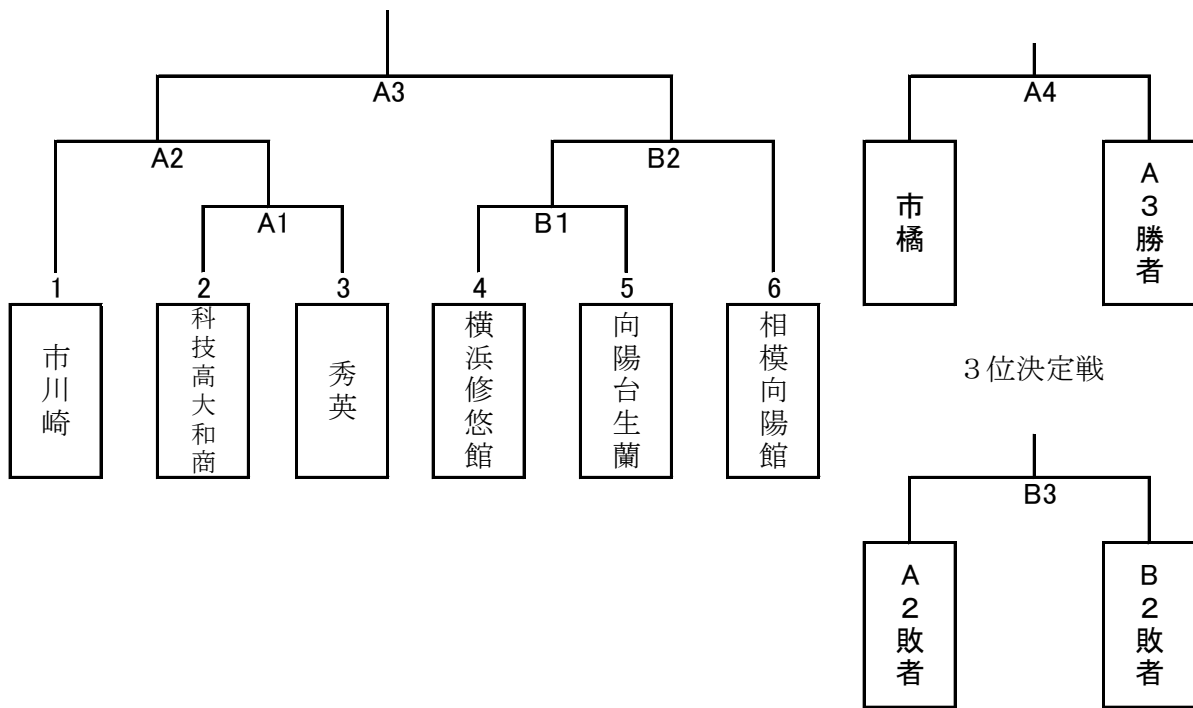 A3
A4
A2
B2
A1
B1
1
2
3
4
5
6
市川崎
科技高大和商
秀英
横浜修悠館
向陽台生蘭
相模向陽館
市橘
A3勝者
３位決定戦
B3
A2敗者
B2敗者